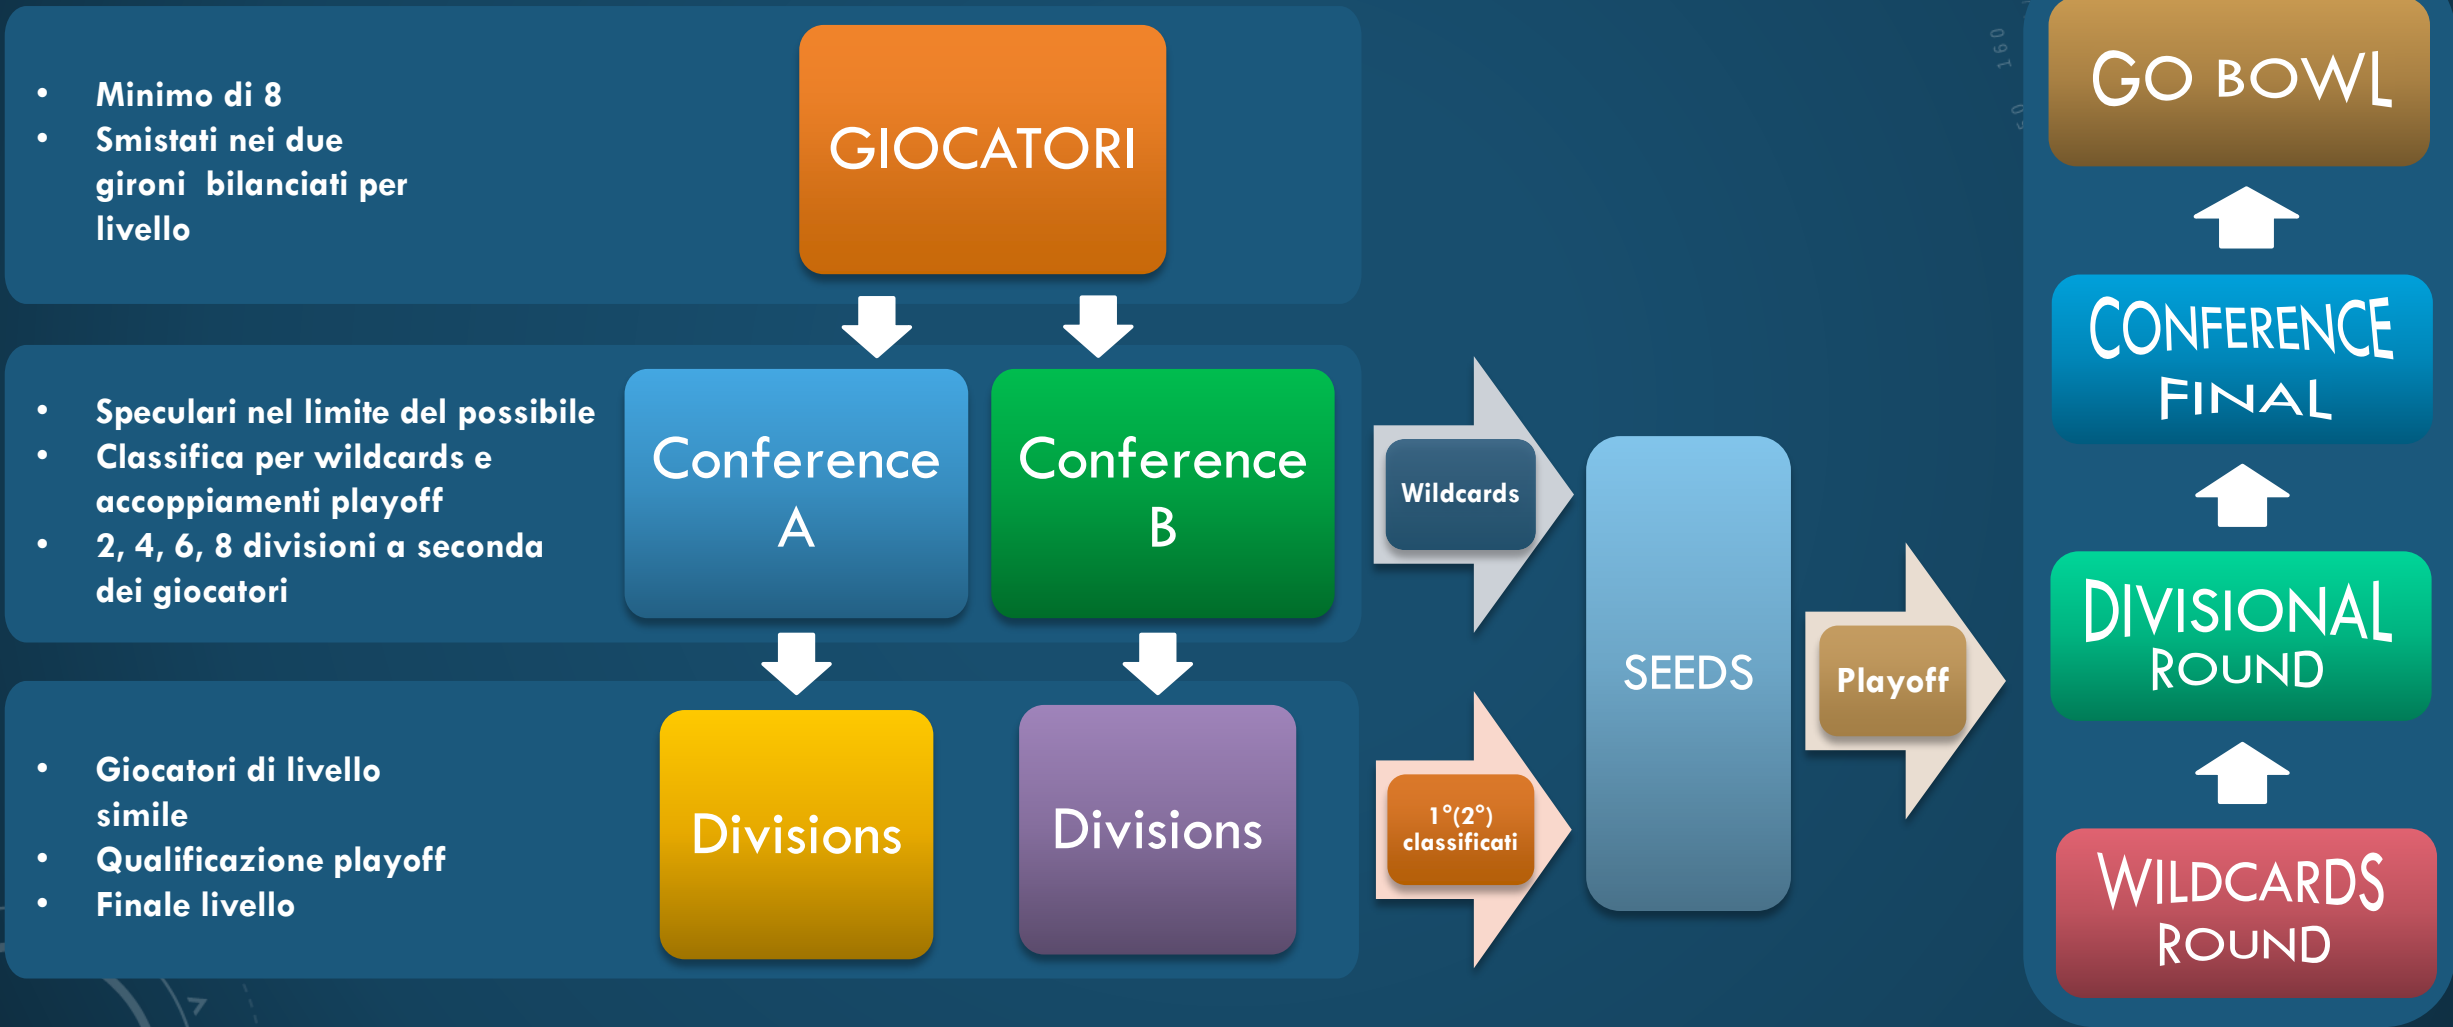 • Minimo di 8
• Smistati nei due
gironi bilanciati per
livello
GIOCATORI
• Speculari nel limite del possibile
• Classifica per wildcards e
accoppiamenti playoff
• 2, 4, 6, 8 divisioni a seconda
dei giocatori
Conference
A
Conference
B
• Giocatori di livello
simile
• Qualificazione playoff
• Finale livello
Divisions
Divisions
Wildcards
1°(2°)
classificati
SEEDS
Playoff
GO BOWL
CONFERENCE
FINAL
DIVISIONAL
ROUND
WILDCARDS
ROUND
160